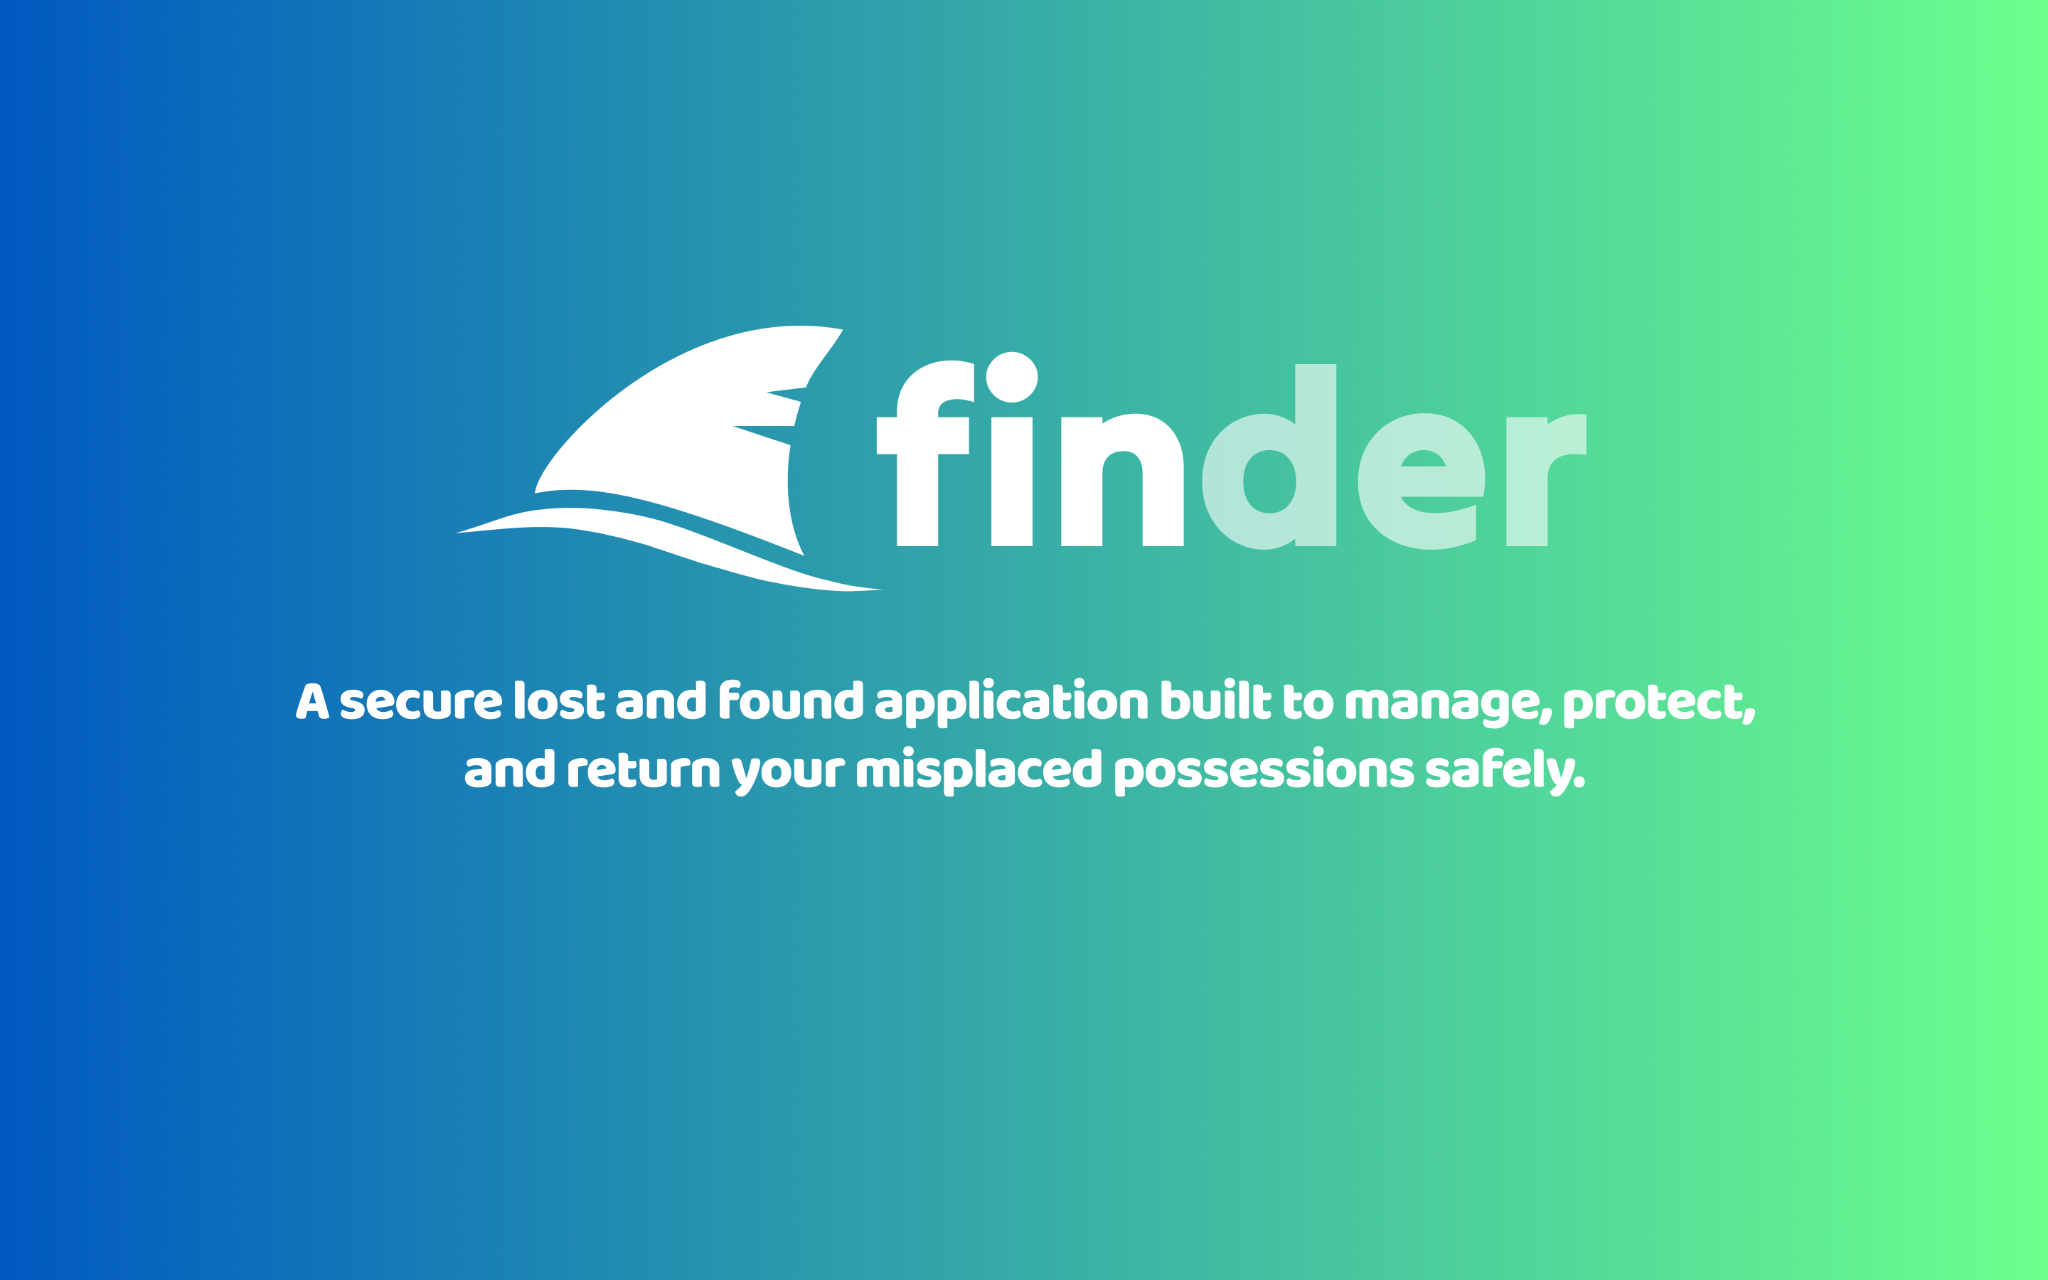 finder
A secure lost and found application built to manage, protect,
and return your misplaced possessions safely.